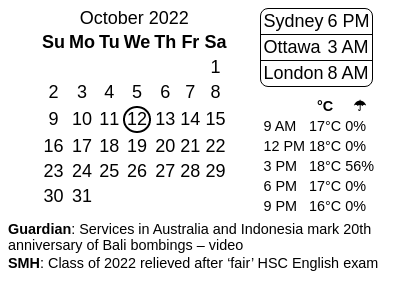 October 2022
Su Mo Tu We Th Fr Sa
1
2 3 4 5 6 7 8
9 10 11 12 13 14 15
16 17 18 19 20 21 22
23 24 25 26 27 28 29
30 31
Sydney 6 PM
Ottawa 3 AM
London 8 AM
°C ☂
9 AM 17°C 0%
12 PM 18°C 0%
3 PM 18°C 56%
6 PM 17°C 0%
9 PM 16°C 0%
Guardian: Services in Australia and Indonesia mark 20th
anniversary of Bali bombings – video
SMH: Class of 2022 relieved after ‘fair’ HSC English exam